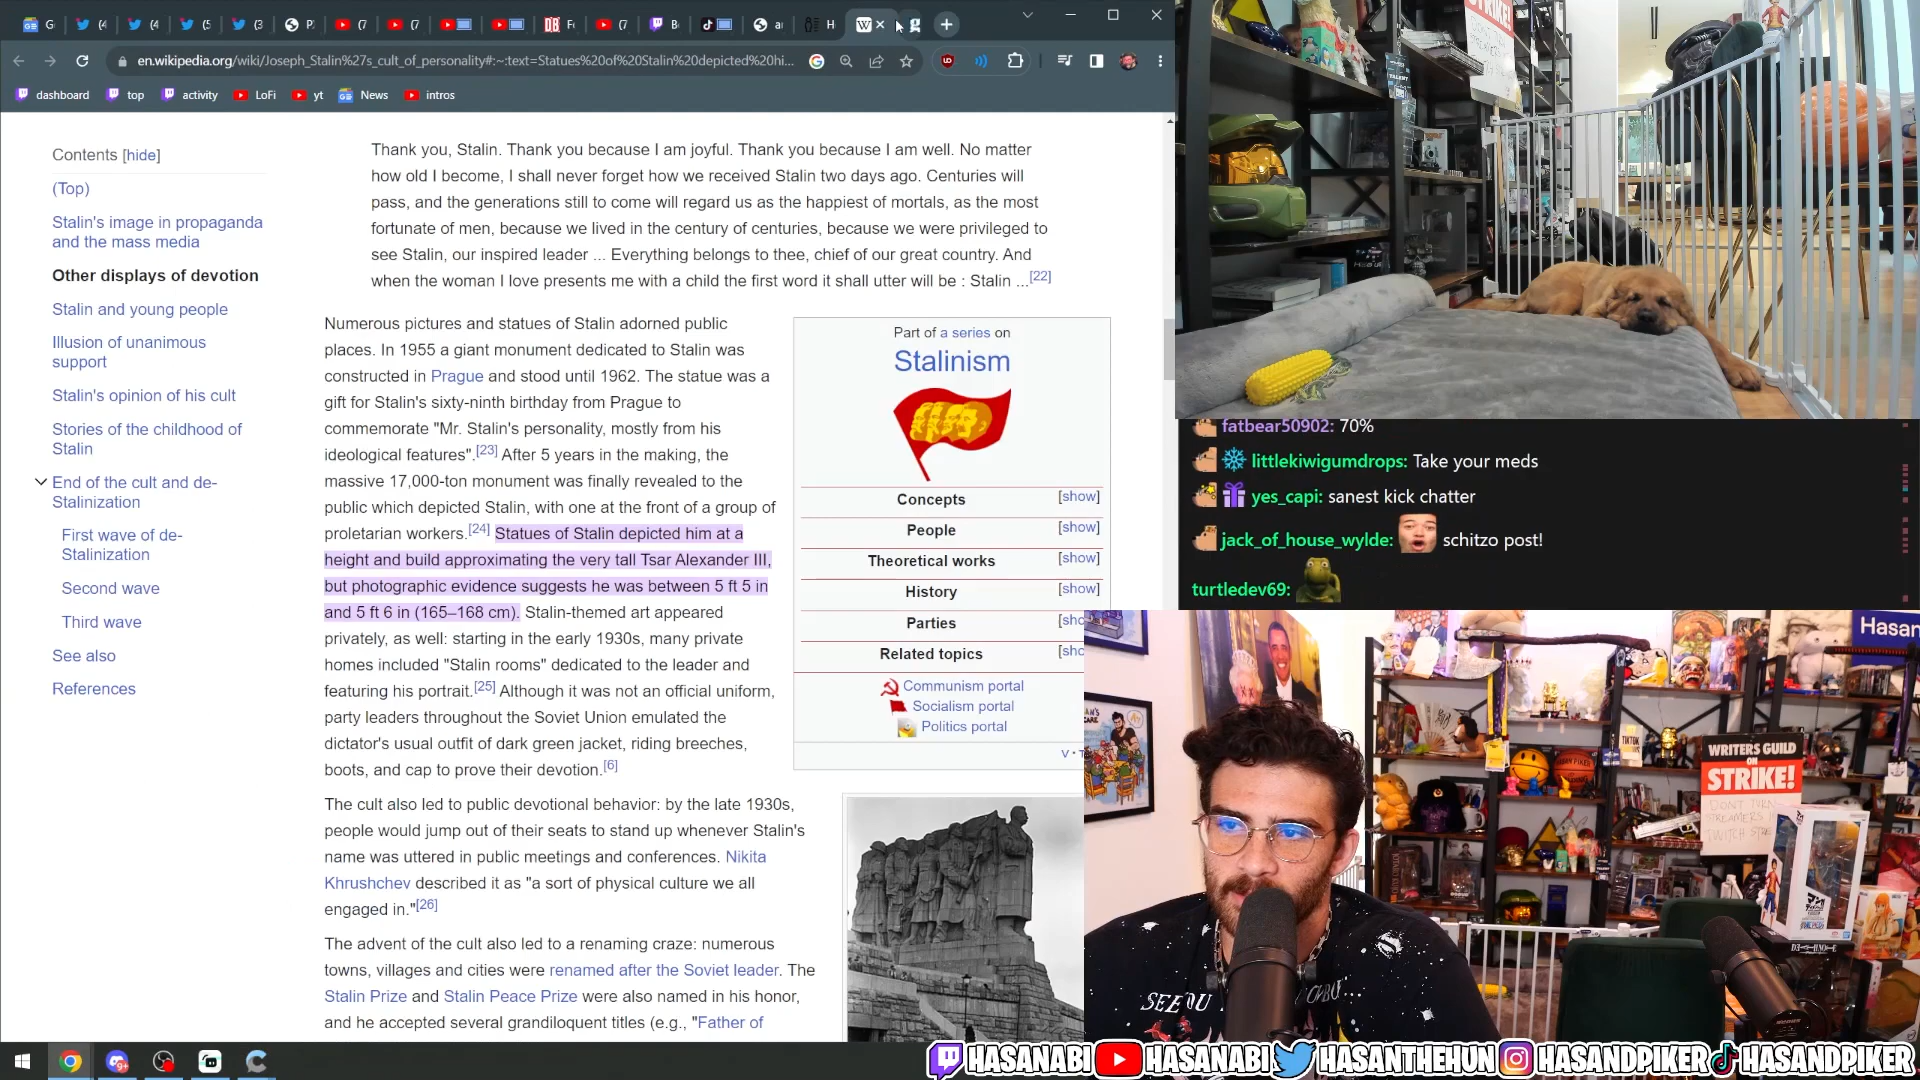 en.wikipedia.org/wiki/Joseph_Stalin%27s_cult_of_personality#:~:text=Statues%20of%20Stalin%20depicted%20hi...
dashboard top activity LoFi yt News intros
Contents [hide]
(Top)
Stalin's image in propaganda
and the mass media
Other displays of devotion
Stalin and young people
Illusion of unanimous
support
Stalin's opinion of his cult
Stories of the childhood of
Stalin
End of the cult and de-
Stalinization
First wave of de-
Stalinization
Second wave
Third wave
See also
References
Thank you, Stalin. Thank you because I am joyful. Thank you because I am well. No matter
how old I become, I shall never forget how we received Stalin two days ago. Centuries will
pass, and the generations still to come will regard us as the happiest of mortals, as the most
fortunate of men, because we lived in the century of centuries, because we were privileged to
see Stalin, our inspired leader ... Everything belongs to thee, chief of our great country. And
when the woman I love presents me with a child the first word it shall utter will be : Stalin ...[22]
Numerous pictures and statues of Stalin adorned public
places. In 1955 a giant monument dedicated to Stalin was
constructed in Prague and stood until 1962. The statue was a
gift for Stalin's sixty-ninth birthday from Prague to
commemorate "Mr. Stalin's personality, mostly from his
ideological features".[23] After 5 years in the making, the
massive 17,000-ton monument was finally revealed to the
public which depicted Stalin, with one at the front of a group of
proletarian workers.[24] Statues of Stalin depicted him at a
height and build approximating the very tall Tsar Alexander III,
but photographic evidence suggests he was between 5 ft 5 in
and 5 ft 6 in (165–168 cm). Stalin-themed art appeared
privately, as well: starting in the early 1930s, many private
homes included "Stalin rooms" dedicated to the leader and
featuring his portrait.[25] Although it was not an official uniform,
party leaders throughout the Soviet Union emulated the
dictator's usual outfit of dark green jacket, riding breeches,
boots, and cap to prove their devotion.[6]
The cult also led to public devotional behavior: by the late 1930s,
people would jump out of their seats to stand up whenever Stalin's
name was uttered in public meetings and conferences. Nikita
Khrushchev described it as "a sort of physical culture we all
engaged in."[26]
The advent of the cult also led to a renaming craze: numerous
towns, villages and cities were renamed after the Soviet leader. The
Stalin Prize and Stalin Peace Prize were also named in his honor,
and he accepted several grandiloquent titles (e.g., "Father of
Part of a series on
Stalinism
Concepts [show]
People [show]
Theoretical works [show]
History [show]
Parties
Related topics
Communism portal
Socialism portal
Politics portal
fatbear50902: 70%
littlekiwigumdrops: Take your meds
yes_capi: sanest kick chatter
jack_of_house_wylde: schitzo post!
turtledev69:
Hasan
WRITERS GUILD
ON
STRIKE!
HASANABI HASANABI HASANTHEHUN HASANDPIKER HASANDPIKER